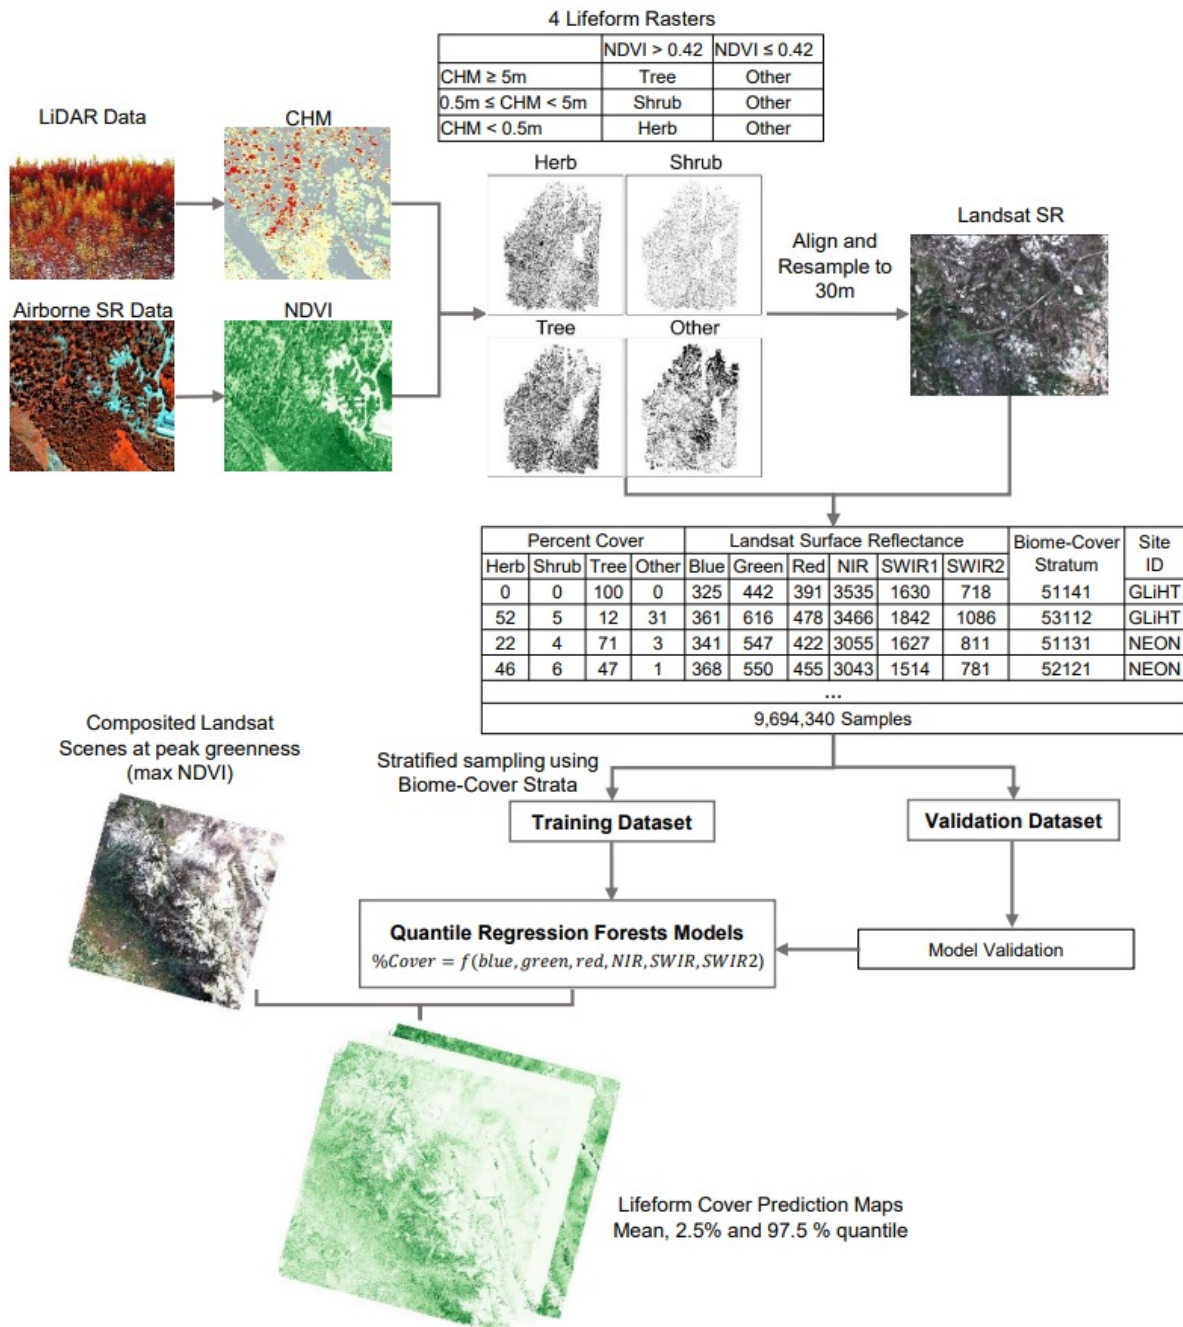 4 Lifeform Rasters
NDVI > 0.42 NDVI ≤ 0.42
CHM ≥ 5m Tree Other
0.5m ≤ CHM < 5m Shrub Other
CHM < 0.5m Herb Other
LiDAR Data CHM
Herb Shrub
Landsat SR
Align and
Resample to
30m
Airborne SR Data NDVI
Tree Other
Percent Cover Landsat Surface Reflectance Biome-Cover Site
Herb Shrub Tree Other Blue Green Red NIR SWIR1 SWIR2 Stratum ID
0 0 100 0 325 442 391 3535 1630 718 51141 GLiHT
52 5 12 31 361 616 478 3466 1842 1086 53112 GLiHT
22 4 71 3 341 547 422 3055 1627 811 51131 NEON
46 6 47 1 368 550 455 3043 1514 781 52121 NEON
...
9,694,340 Samples
Composited Landsat
Scenes at peak greenness
(max NDVI)
Stratified sampling using
Biome-Cover Strata
Training Dataset Validation Dataset
Quantile Regression Forests Models
%Cover = f(blue, green, red, NIR, SWIR, SWIR2)
Model Validation
Lifeform Cover Prediction Maps
Mean, 2.5% and 97.5 % quantile